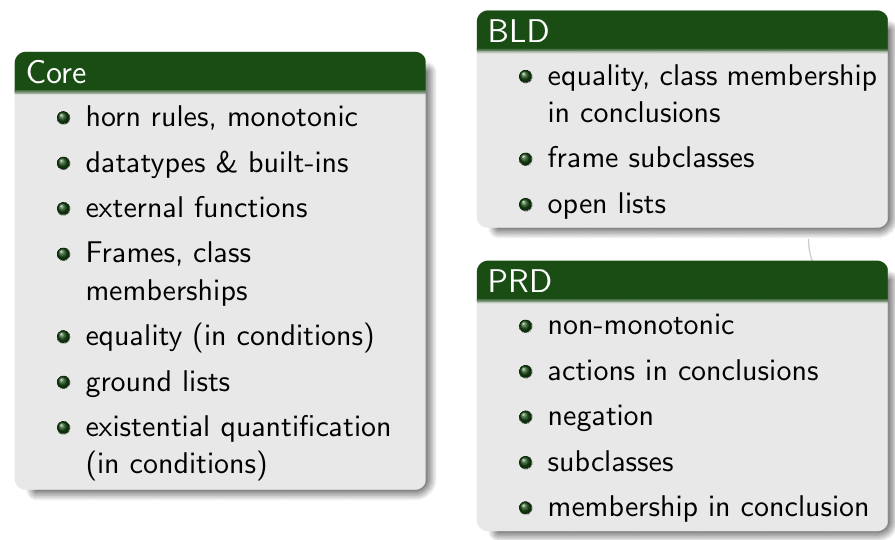 Core
horn rules, monotonic
datatypes & built-ins
external functions
Frames, class
memberships
equality (in conditions)
ground lists
existential quantification
(in conditions)
BLD
equality, class membership
in conclusions
frame subclasses
open lists
PRD
non-monotonic
actions in conclusions
negation
subclasses
membership in conclusion